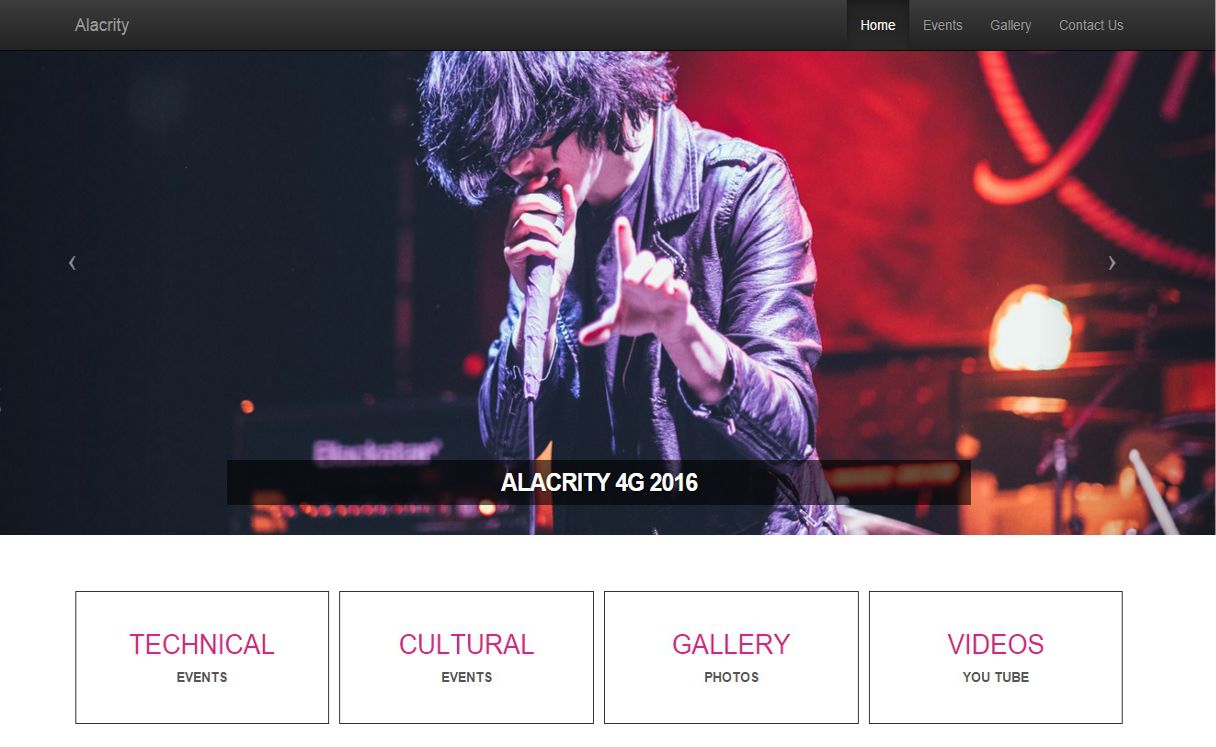 Alacrity
Home Events Gallery Contact Us
Blackstar
ALACRITY 4G 2016
TECHNICAL
EVENTS
CULTURAL
EVENTS
GALLERY
PHOTOS
VIDEOS
YOU TUBE